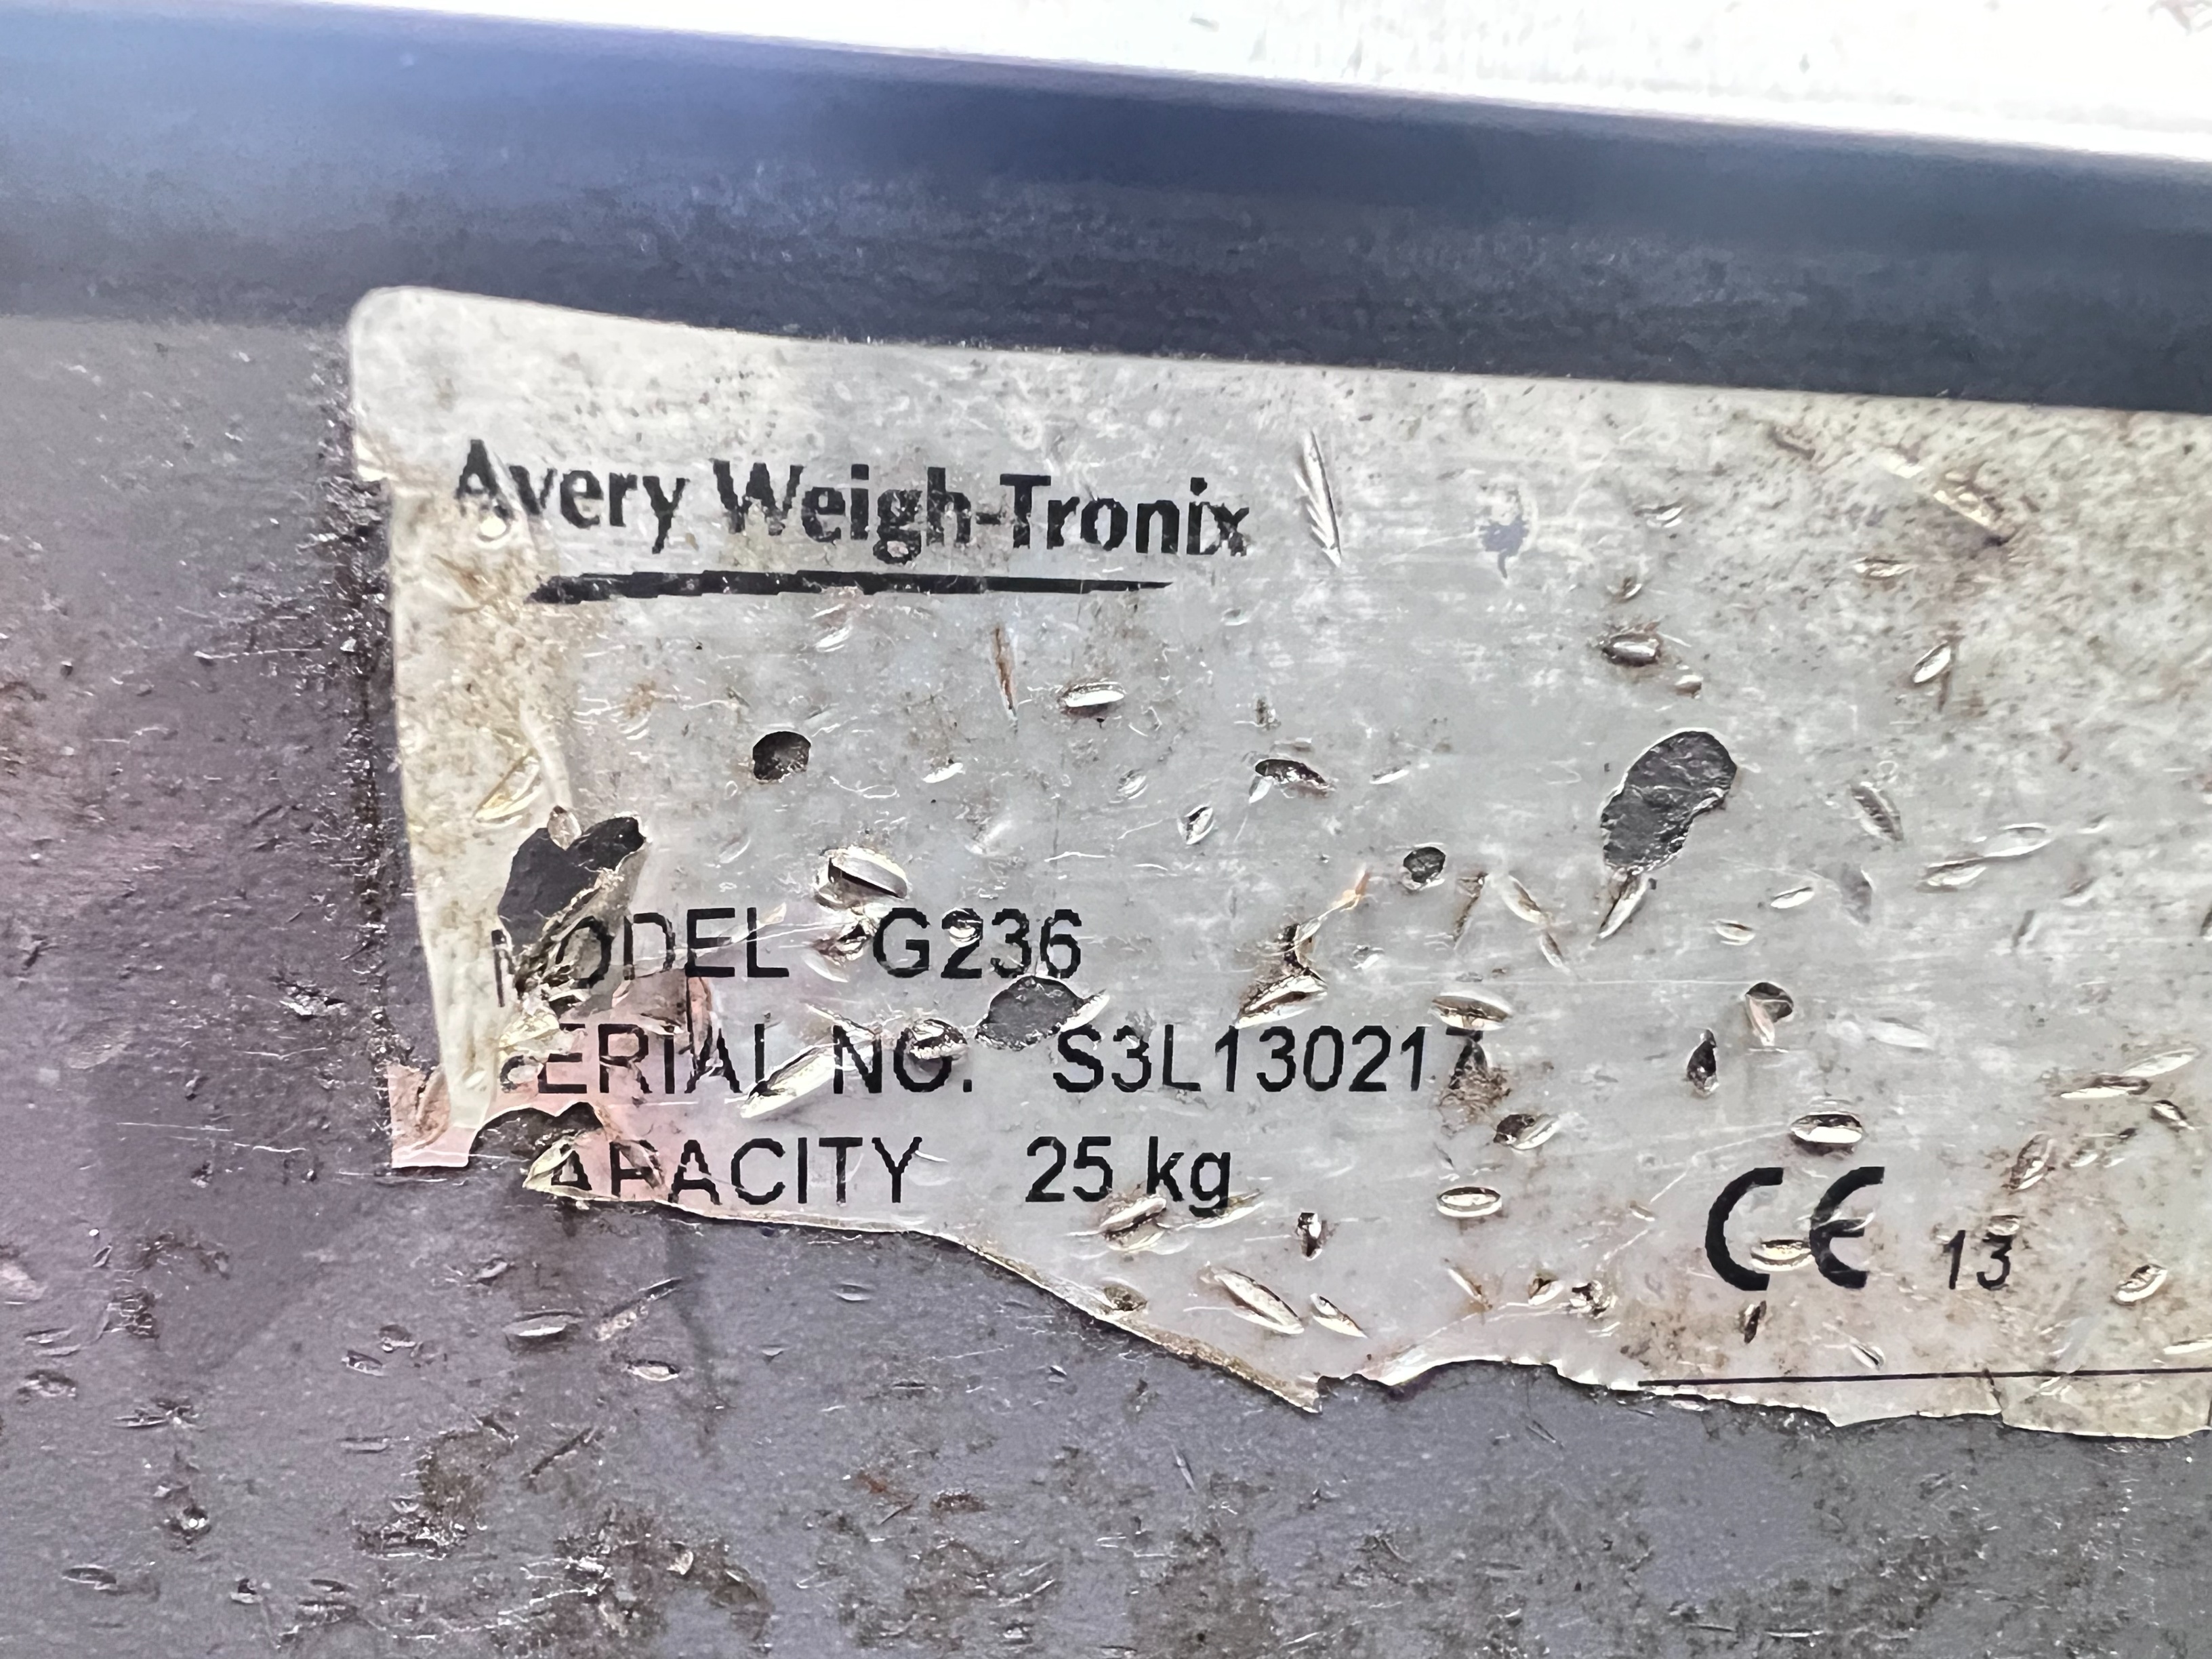 Avery Weigh-Tronix
MODEL G236
SERIAL NO. S3L130217
CAPACITY 25 kg
CE 13